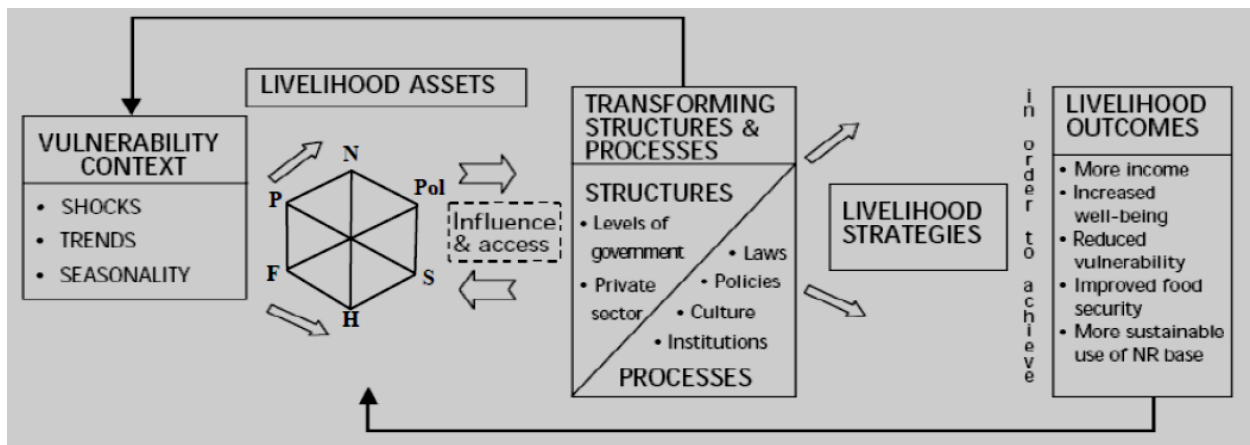 LIVELIHOOD ASSETS
VULNERABILITY
CONTEXT
• SHOCKS
• TRENDS
• SEASONALITY
N
P
Pol
F
S
H
Influence
& access
TRANSFORMING
STRUCTURES &
PROCESSES
STRUCTURES
• Levels of
government
• Private
sector
• Laws
• Policies
• Culture
• Institutions
PROCESSES
LIVELIHOOD
STRATEGIES
in order to achieve
LIVELIHOOD
OUTCOMES
• More income
• Increased
well-being
• Reduced
vulnerability
• Improved food
security
• More sustainable
use of NR base